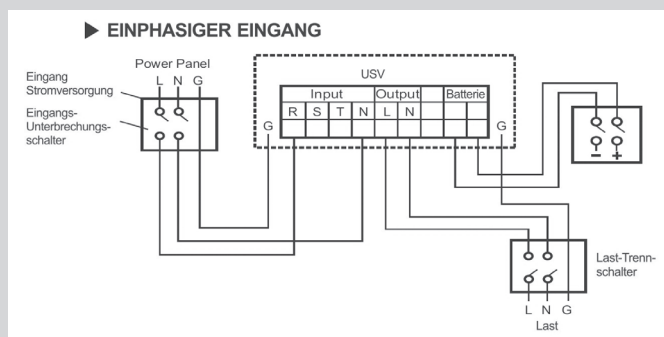 ▶ EINPHASIGER EINGANG
Power Panel
L N G
Eingang
Stromversorgung
Eingangs-
Unterbrechungs-
schalter
USV
Input Output Batterie
R S T N L N
G
G
- +
Last-Trenn-
schalter
L N G
Last